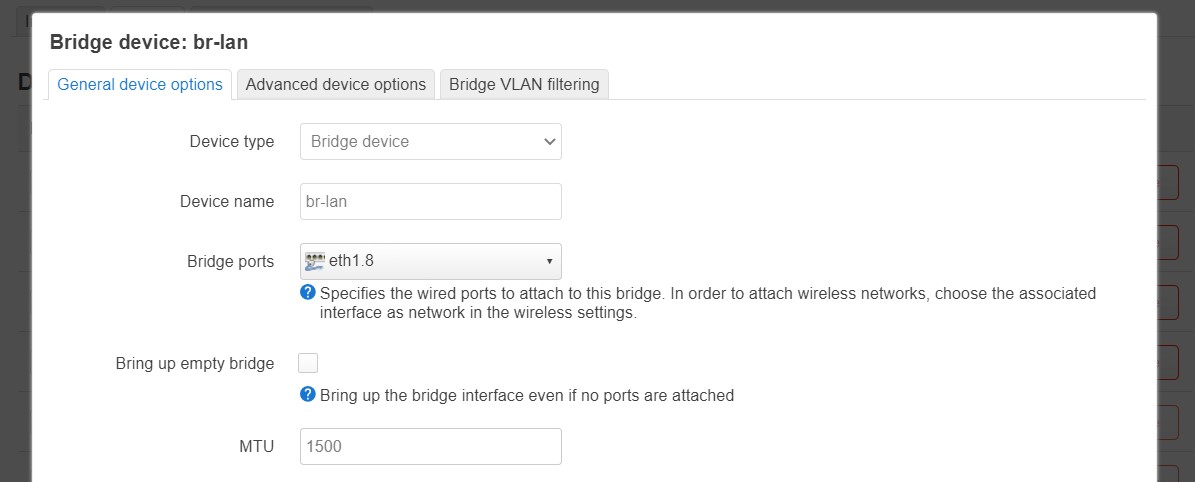 Bridge device: br-lan
General device options Advanced device options Bridge VLAN filtering
Device type Bridge device
Device name br-lan
Bridge ports eth1.8
Specifies the wired ports to attach to this bridge. In order to attach wireless networks, choose the associated
interface as network in the wireless settings.
Bring up empty bridge
Bring up the bridge interface even if no ports are attached
MTU 1500